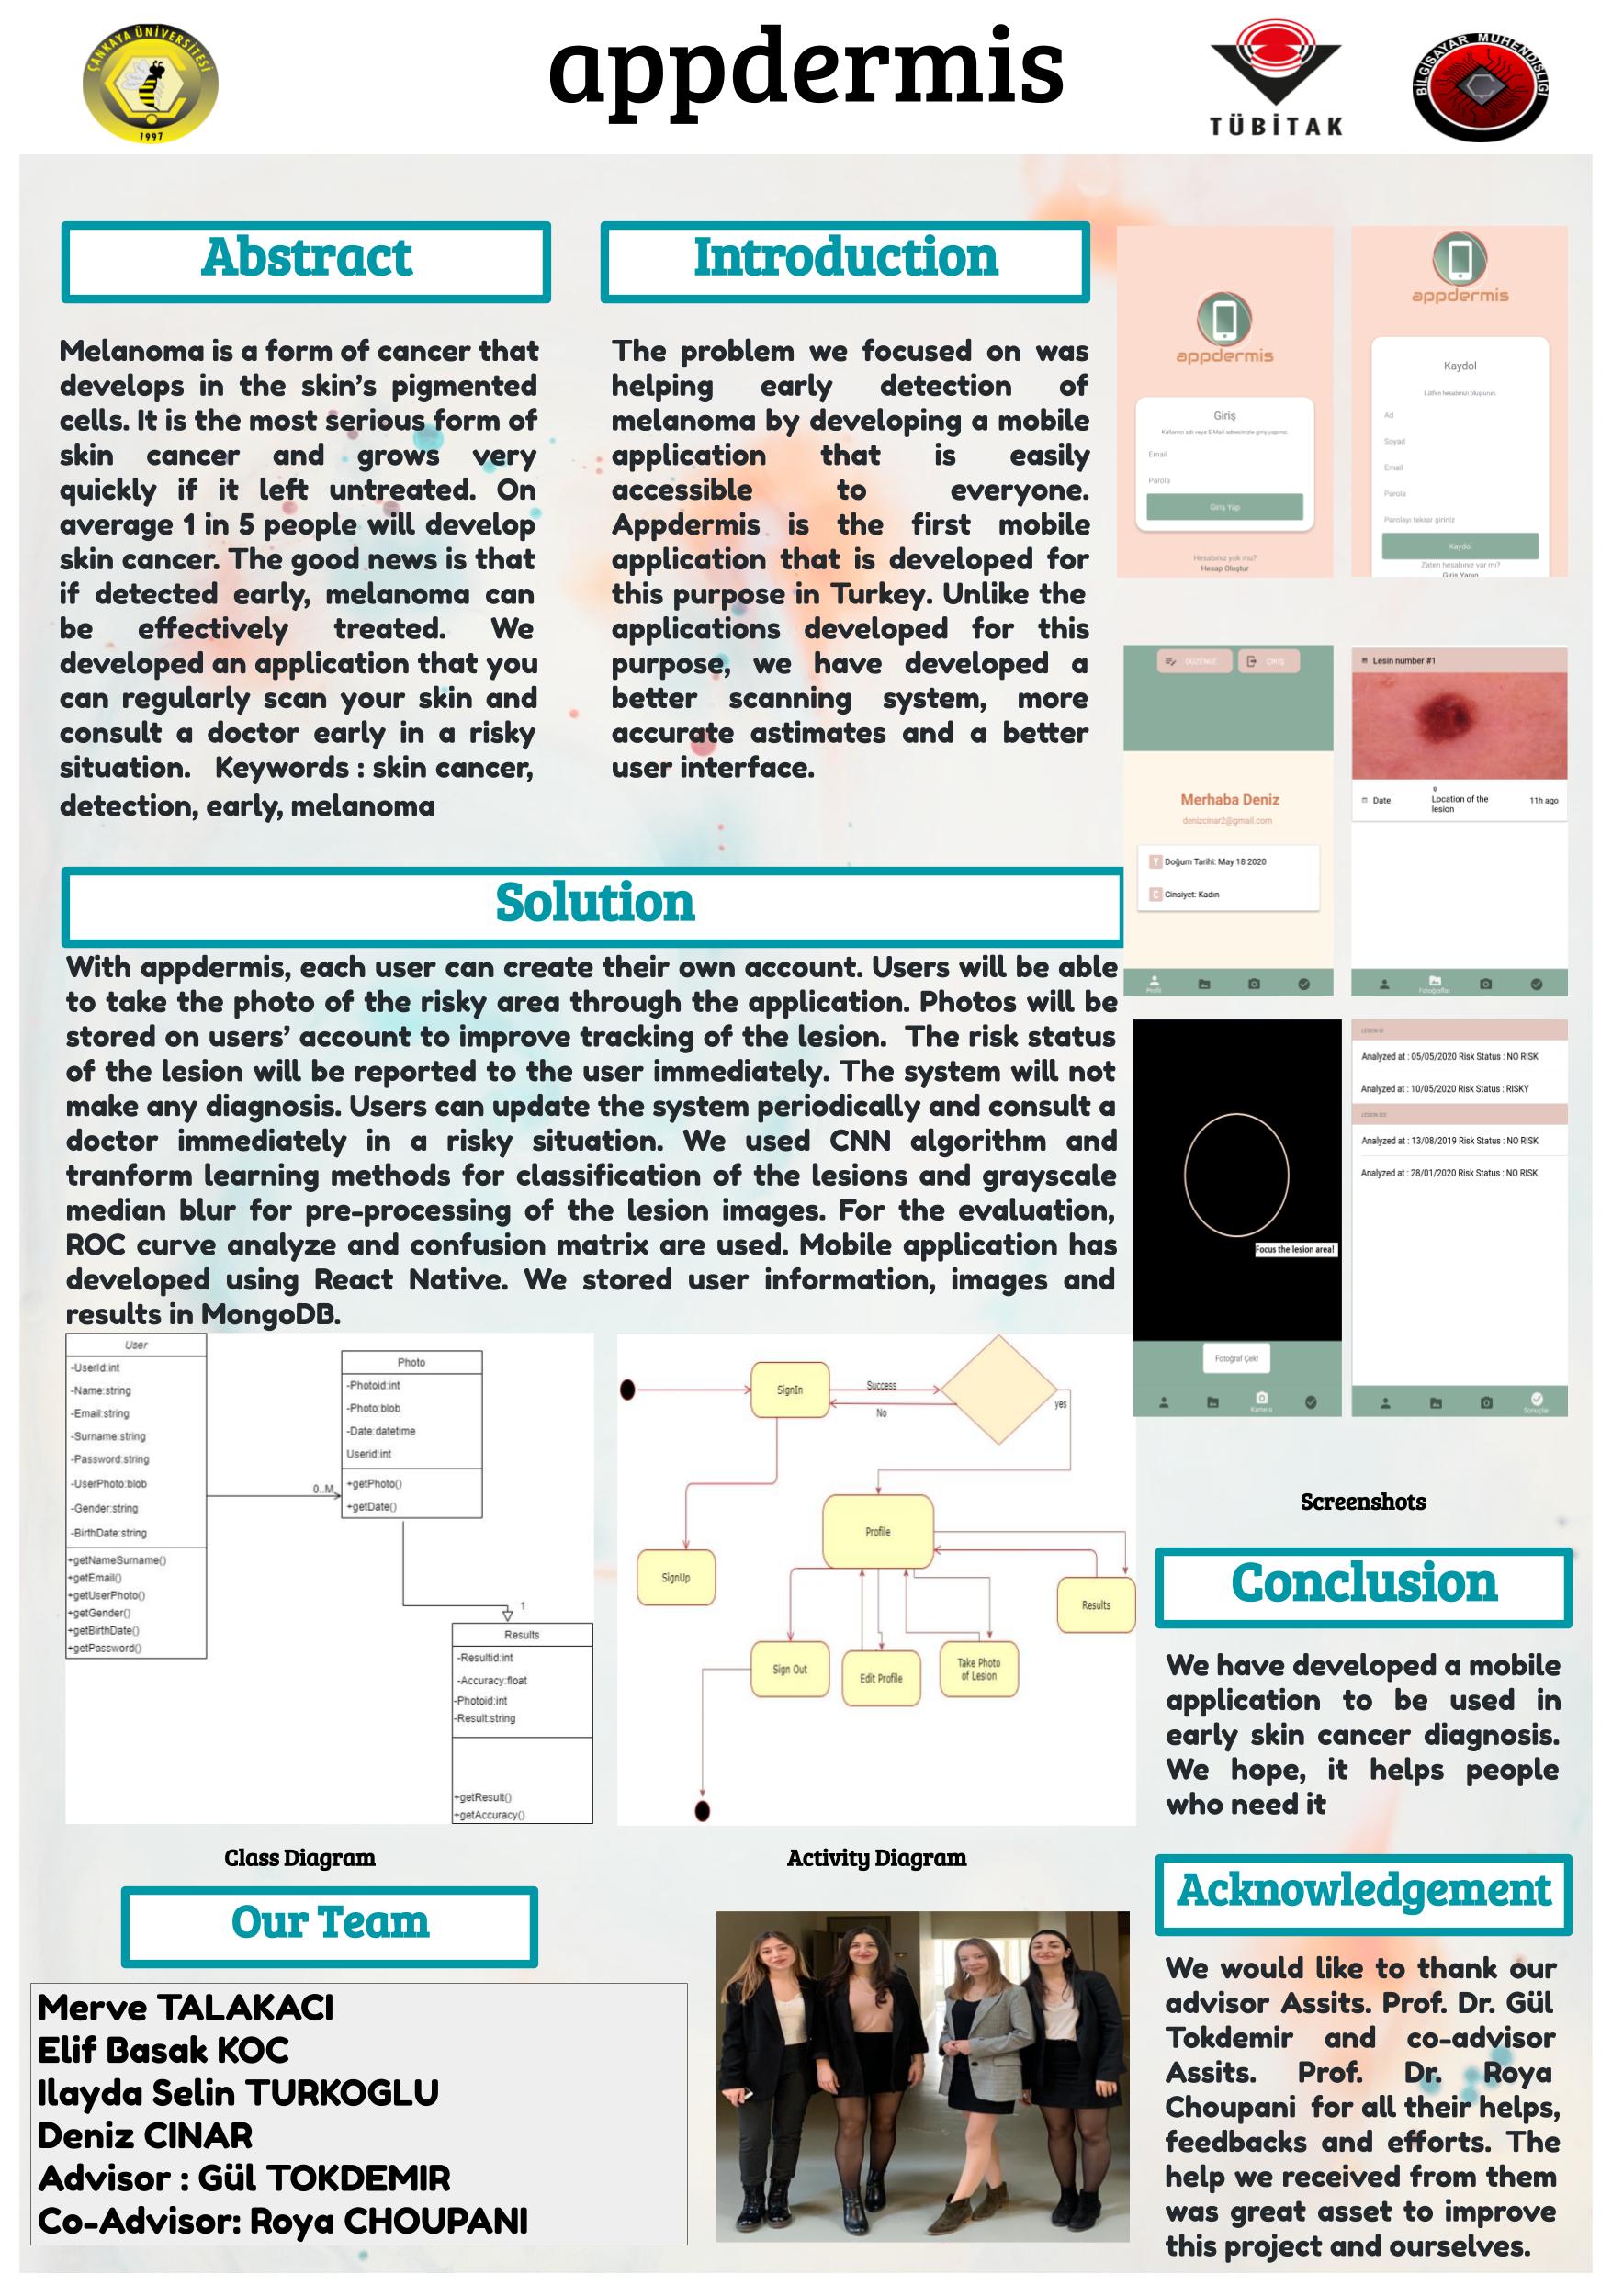 ÇANKAYA ÜNİVERSİTESİ
1997
appdermis
TÜBİTAK
BİLGİSAYAR MÜHENDİSLİĞİ
Abstract
Melanoma is a form of cancer that
develops in the skin's pigmented
cells. It is the most serious form of
skin cancer and grows very
quickly if it left untreated. On
average 1 in 5 people will develop
skin cancer. The good news is that
if detected early, melanoma can
be effectively treated. We
developed an application that you
can regularly scan your skin and
consult a doctor early in a risky
situation. Keywords : skin cancer,
detection, early, melanoma
Introduction
The problem we focused on was
helping early detection of
melanoma by developing a mobile
application that is easily
accessible to everyone.
Appdermis is the first mobile
application that is developed for
this purpose in Turkey. Unlike the
applications developed for this
purpose, we have developed a
better scanning system, more
accurate astimates and a better
user interface.
Solution
With appdermis, each user can create their own account. Users will be able
to take the photo of the risky area through the application. Photos will be
stored on users' account to improve tracking of the lesion. The risk status
of the lesion will be reported to the user immediately. The system will not
make any diagnosis. Users can update the system periodically and consult a
doctor immediately in a risky situation. We used CNN algorithm and
tranform learning methods for classification of the lesions and grayscale
median blur for pre-processing of the lesion images. For the evaluation,
ROC curve analyze and confusion matrix are used. Mobile application has
developed using React Native. We stored user information, images and
results in MongoDB.
appdermis
Giriş
Kullanıcı adı veya E-Mail adresinizle giriş yapınız.
Email
Parola
Giriş Yap
Hesabınız yok mu?
Hesap Oluştur
appdermis
Kaydol
Lütfen hesabınızı oluşturun.
Ad
Soyad
Email
Parola
Parolayı tekrar giriniz
Kaydol
Zaten hesabınız var mı?
Giriş Yapın
DÜZENLE
ÇIKIŞ
Merhaba Deniz
denizcinar2@gmail.com
T Doğum Tarihi: May 18 2020
C Cinsiyet: Kadın
Profil
Lesin number #1
Date
Location of the
lesion
11h ago
Fotoğraflar
Focus the lesion area!
Fotoğraf Çek!
Kamera
Analyzed at : 05/05/2020 Risk Status : NO RISK
Analyzed at : 10/05/2020 Risk Status : RISKY
Analyzed at : 13/08/2019 Risk Status : NO RISK
Analyzed at : 28/01/2020 Risk Status : NO RISK
Sonuçlar
Screenshots
User
-UserId:int
-Name:string
-Email:string
-Surname:string
-Password:string
-UserPhoto:blob
-Gender:string
-BirthDate:string
+getNameSurname()
+getEmail()
+getUserPhoto()
+getGender()
+getBirthDate()
+getPassword()
0..M
Photo
-Photoid:int
-Photo:blob
-Date:datetime
Userid:int
+getPhoto()
+getDate()
1
Results
-Resultid:int
-Accuracy:float
-Photoid:int
-Result:string
+getResult()
+getAccuracy()
Class Diagram
SignIn
Success
No
yes
Profile
SignUp
Results
Sign Out
Edit Profile
Take Photo
of Lesion
Activity Diagram
Conclusion
We have developed a mobile
application to be used in
early skin cancer diagnosis.
We hope, it helps people
who need it
Our Team
Merve TALAKACI
Elif Basak KOC
Ilayda Selin TURKOGLU
Deniz CINAR
Advisor : Gül TOKDEMIR
Co-Advisor: Roya CHOUPANI
Acknowledgement
We would like to thank our
advisor Assits. Prof. Dr. Gül
Tokdemir and co-advisor
Assits. Prof. Dr. Roya
Choupani for all their helps,
feedbacks and efforts. The
help we received from them
was great asset to improve
this project and ourselves.